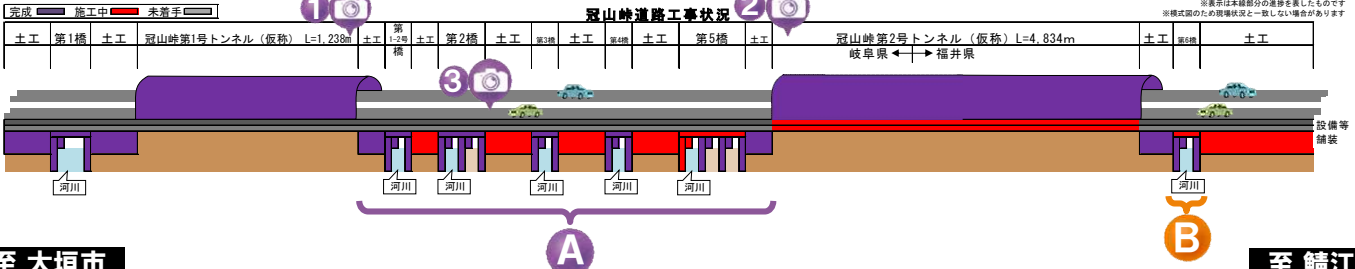 完成 施工中 未着手
1
冠山峠道路工事状況
2
※表示は本線部分の進捗を表したものです
※模式図のため現場状況と一致しない場合があります
土工 第1橋 土工 冠山峠第1号トンネル（仮称） L=1,238m 土工 第1-2号橋 土工 第2橋 土工 第3橋 土工 第4橋 土工 第5橋 土工 冠山峠第2号トンネル（仮称）L=4,834m 土工 第6橋 土工
岐阜県 福井県
3
設備等
舗装
河川 河川 河川 河川 河川 河川 河川
A
B
至 大垣市
至 鯖江